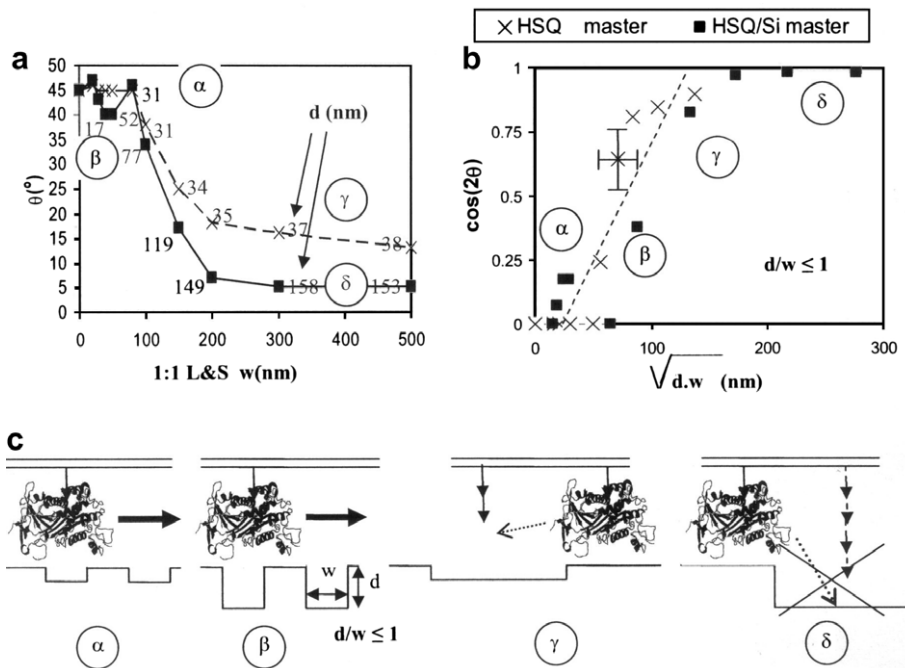 HSQ master HSQ/Si master
a
θ(°)
50
45
40
35
30
25
20
15
10
5
0
0 100 200 300 400 500
1:1 L&S w(nm)
17
52
31
31
77
34
119
35
149
37
158
38
153
d (nm)
α
β
γ
δ
b
cos(2θ)
1
0.75
0.5
0.25
0
0 100 200 300
√d.w (nm)
α
β
γ
δ
d/w ≤ 1
c
w
d
d/w ≤ 1
α
β
γ
δ